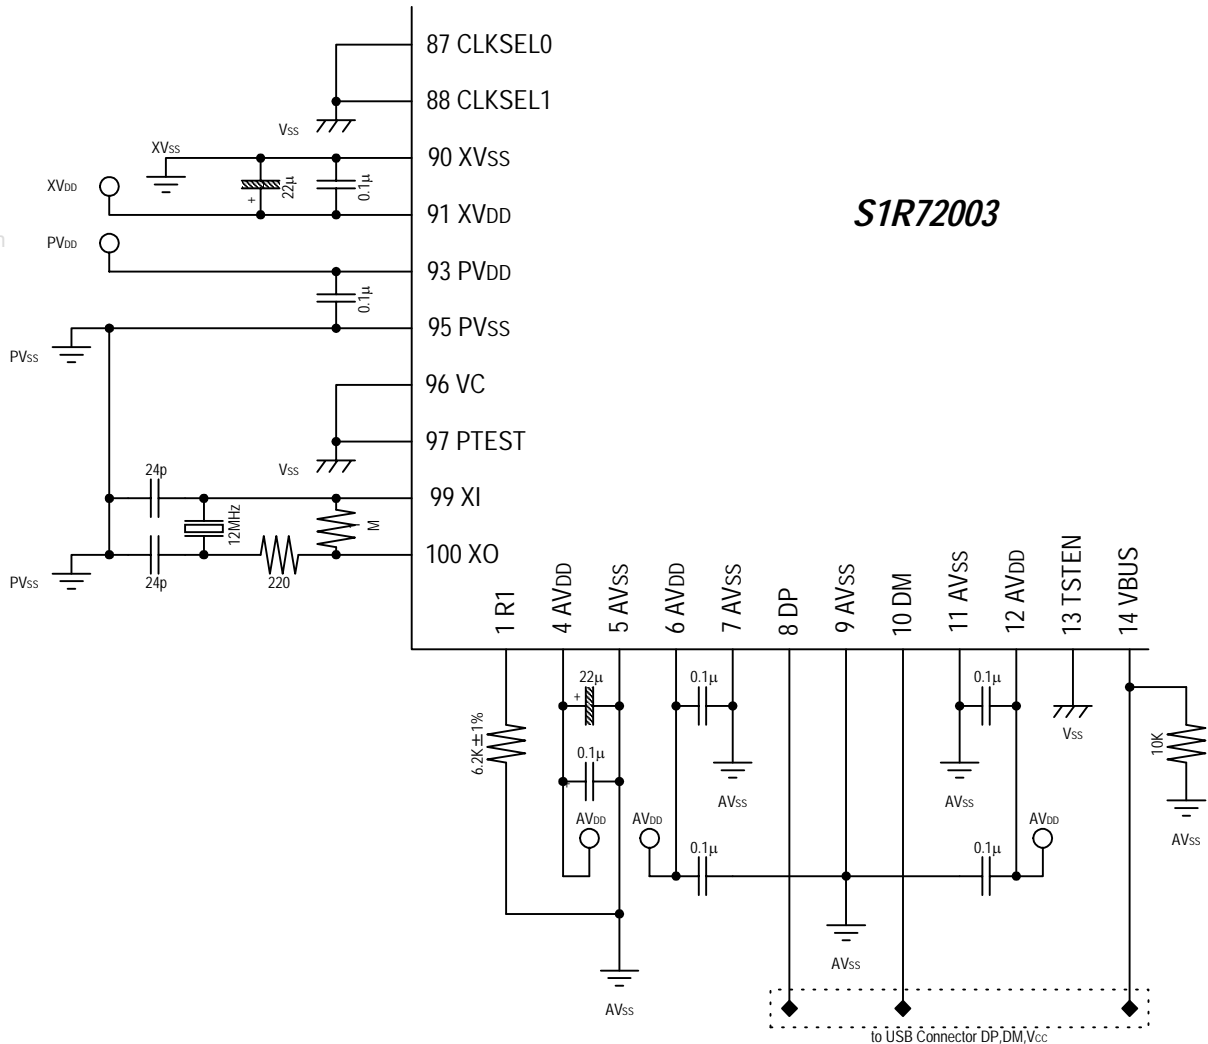 87 CLKSEL0
88 CLKSEL1
VSS
XVSS
90 XVSS
22µ
+
0.1µ
XVDD
91 XVDD
S1R72003
PVDD
93 PVDD
0.1µ
95 PVSS
PVSS
96 VC
97 PTEST
VSS
24p
99 XI
12MHz
M
100 XO
PVSS
24p
220
1 R1
4 AVDD
5 AVSS
6 AVDD
7 AVSS
8 DP
9 AVSS
10 DM
11 AVSS
12 AVDD
13 TSTEN
14 VBUS
22µ
+
0.1µ
0.1µ
6.2K±1%
0.1µ
VSS
10K
AVSS
AVSS
AVDD
AVDD
AVDD
AVSS
0.1µ
0.1µ
AVSS
AVSS
to USB Connector DP,DM,VCC